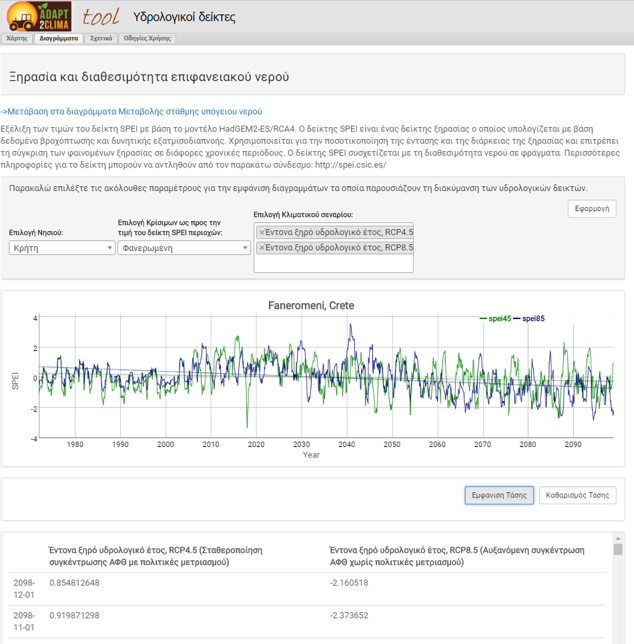 ADAPT
2CLIMA
tool
Υδρολογικοί δείκτες
Χάρτης
Διαγράμματα
Σχετικά
Οδηγίες Χρήσης
Ξηρασία και διαθεσιμότητα επιφανειακού νερού
->Μετάβαση στα διαγράμματα Μεταβολής στάθμης υπόγειου νερού
Εξέλιξη των τιμών του δείκτη SPEI με βάση το μοντέλο HadGEM2-ES/RCA4. Ο δείκτης SPEI είναι ένας δείκτης ξηρασίας ο οποίος υπολογίζεται με βάση
δεδομένα βροχόπτωσης και δυνητικής εξατμισοδιαπνοής. Χρησιμοποιείται για την ποσοτικοποίηση της έντασης και της διάρκειας της ξηρασίας και επιτρέπει
τη σύγκριση των φαινομένων ξηρασίας σε διάφορες χρονικές περιόδους. Ο δείκτης SPEI συσχετίζεται με τη διαθεσιμότητα νερού σε φράγματα. Περισσότερες
πληροφορίες για το δείκτη μπορούν να αντληθούν από τον παρακάτω σύνδεσμο: http://spei.csic.es/
Παρακαλώ επιλέξτε τις ακόλουθες παραμέτρους για την εμφάνιση διαγραμμάτων τα οποία παρουσιάζουν τη διακύμανση των υδρολογικών δεικτών.
Εφαρμογή
Επιλογή Νησιού:
Κρήτη
Επιλογή Κρίσιμων ως προς την
τιμή του δείκτη SPEI περιοχών:
Φανερωμένη
Επιλογή Κλιματικού σεναρίου:
×Έντονα ξηρό υδρολογικό έτος, RCP4.5
×Έντονα ξηρό υδρολογικό έτος, RCP8.5
Faneromeni, Crete
spei45 spei85
4
2
0
-2
-4
SPEI
1980 1990 2000 2010 2020 2030 2040 2050 2060 2070 2080 2090
Year
Εμφανιση Τάσης
Καθαρισμός Τάσης
Έντονα ξηρό υδρολογικό έτος, RCP4.5 (Σταθεροποίηση
συγκέντρωσης ΑΦΘ με πολιτικές μετριασμού)
Έντονα ξηρό υδρολογικό έτος, RCP8.5 (Αυξανόμενη συγκέντρωση
ΑΦΘ χωρίς πολιτικές μετριασμού)
2098-
12-01
0.854812648
-2.160518
2098-
11-01
0.919871298
-2.373652